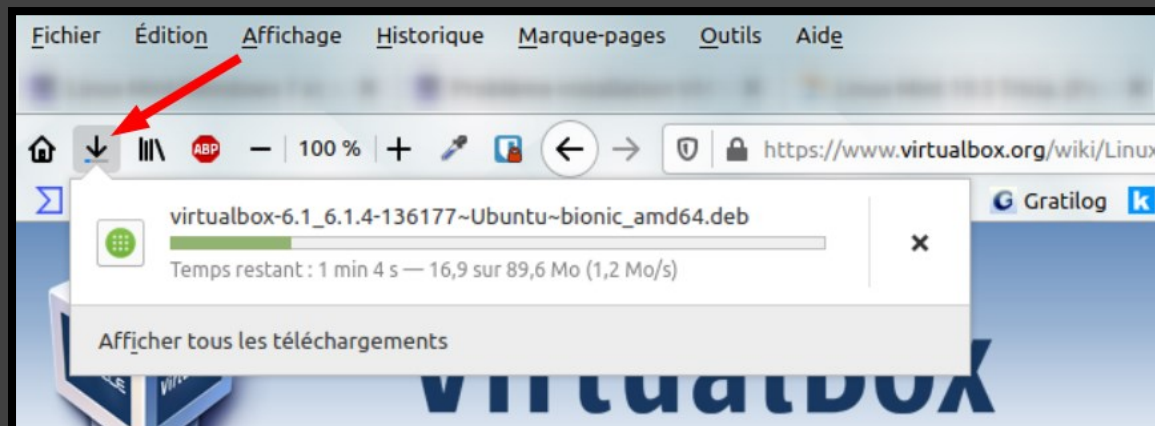 Fichier Édition Affichage Historique Marque-pages Outils Aide
ABP 100 % https://www.virtualbox.org/wiki/Linux
Gratilog k
virtualbox-6.1_6.1.4-136177~Ubuntu~bionic_amd64.deb
Temps restant : 1 min 4 s — 16,9 sur 89,6 Mo (1,2 Mo/s)
Afficher tous les téléchargements
VirtualBox